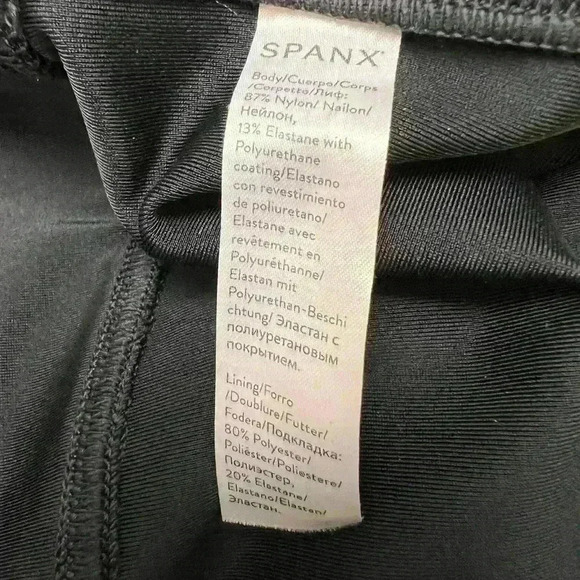 SPANX
Body/Cuerpo/Corps
/Corpetto/Лиф:
87% Nylon/ Nailon/
Нейлон,
13% Elastane with
Polyurethane
coating/Elastano
con revestimiento
de poliuretano/
Elastane avec
revêtement en
Polyuréthanne/
Elastan mit
Polyurethan-Beschi
chtung/ Эластан с
полиуретановым
покрытием.
Lining/Forro
/Doublure/Futter/
Fodera/Подкладка:
80% Polyester/
Poliéster/Poliestere/
Полиэстер,
20% Elastane/
Elastano/Elastan/
Эластан.